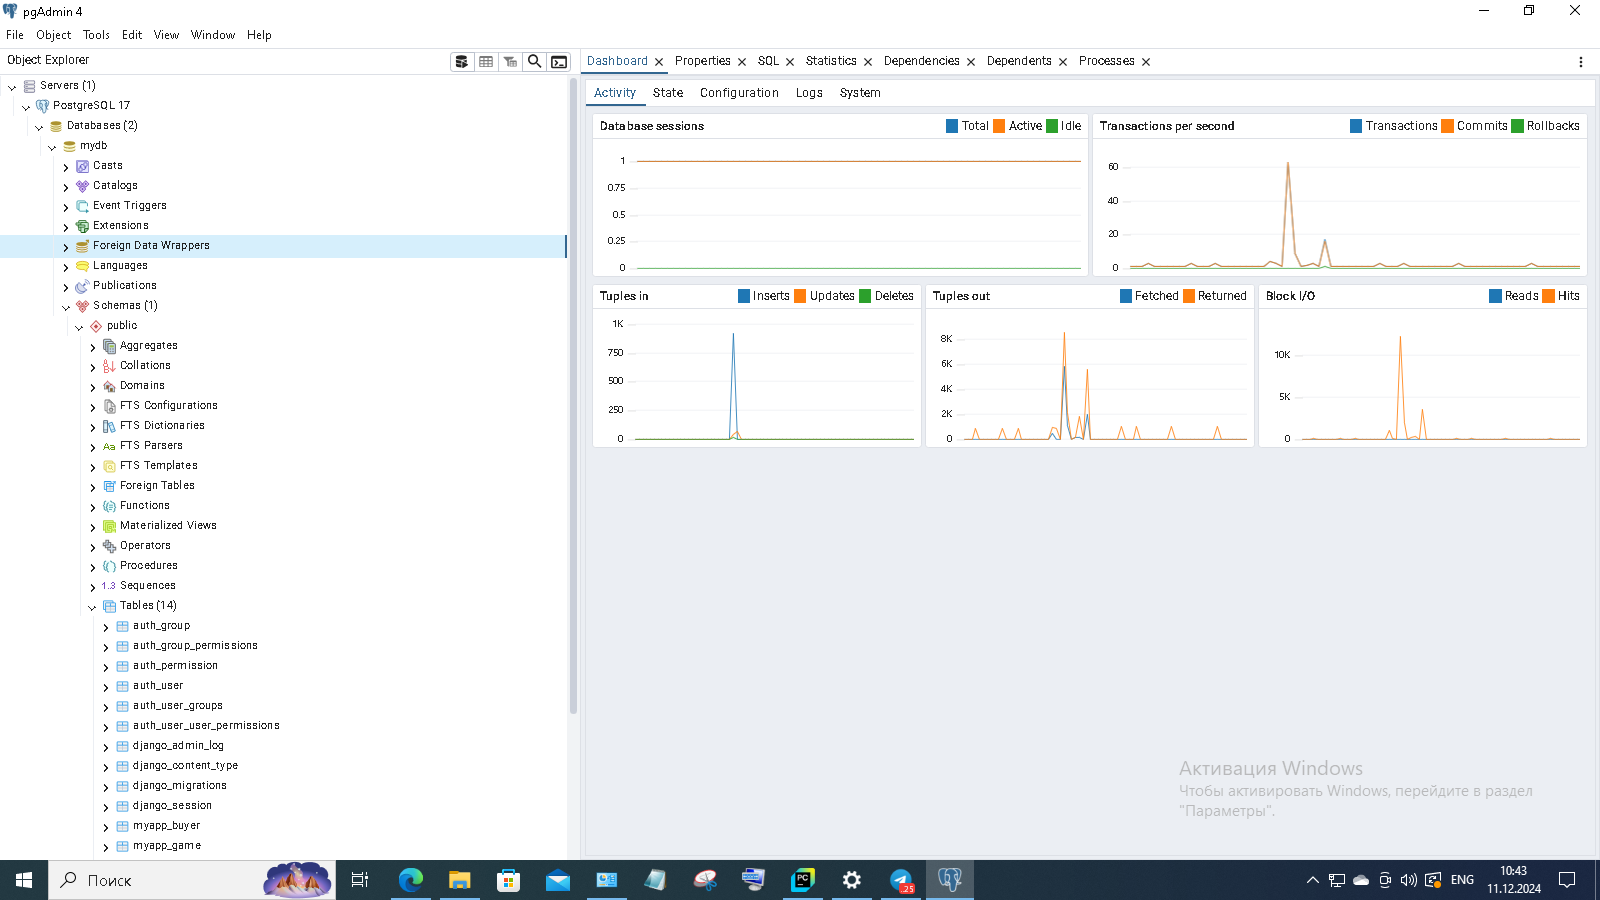 pgAdmin 4
File Object Tools Edit View Window Help
Object Explorer
Dashboard Properties SQL Statistics Dependencies Dependents Processes
Servers (1)
PostgreSQL 17
Databases (2)
mydb
Casts
Catalogs
Event Triggers
Extensions
Foreign Data Wrappers
Languages
Publications
Schemas (1)
public
Aggregates
Collations
Domains
FTS Configurations
FTS Dictionaries
FTS Parsers
FTS Templates
Foreign Tables
Functions
Materialized Views
Operators
Procedures
1..3 Sequences
Tables (14)
auth_group
auth_group_permissions
auth_permission
auth_user
auth_user_groups
auth_user_user_permissions
django_admin_log
django_content_type
django_migrations
django_session
myapp_buyer
myapp_game
Activity State Configuration Logs System
Database sessions Total Active Idle
1
0.75
0.5
0.25
0
Transactions per second Transactions Commits Rollbacks
60
40
20
0
Tuples in Inserts Updates Deletes
1K
750
500
250
0
Tuples out Fetched Returned
8K
6K
4K
2K
0
Block I/O Reads Hits
10K
5K
0
Активация Windows
Чтобы активировать Windows, перейдите в раздел
"Параметры".
Поиск
PC
25
ENG
10:43
11.12.2024